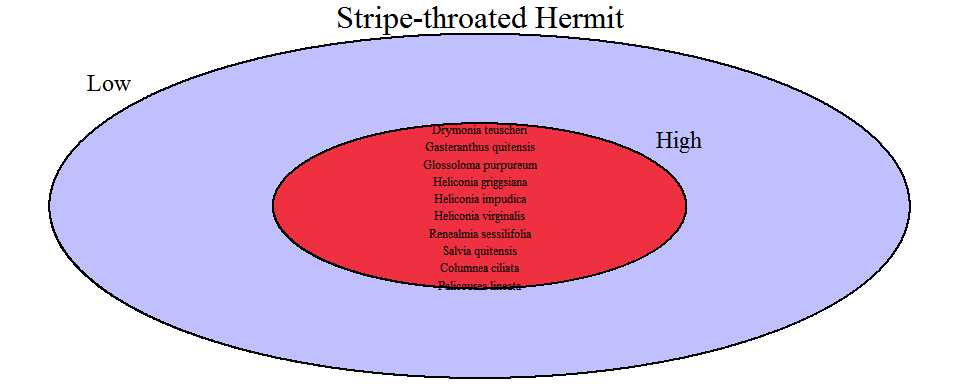 Stripe-throated Hermit
Low
High
Drymonia teuscheri
Gasteranthus quitensis
Glossoloma purpureum
Heliconia griggsiana
Heliconia impudica
Heliconia virginalis
Renealmia sessilifolia
Salvia quitensis
Columnea ciliata
Palicourea lineata